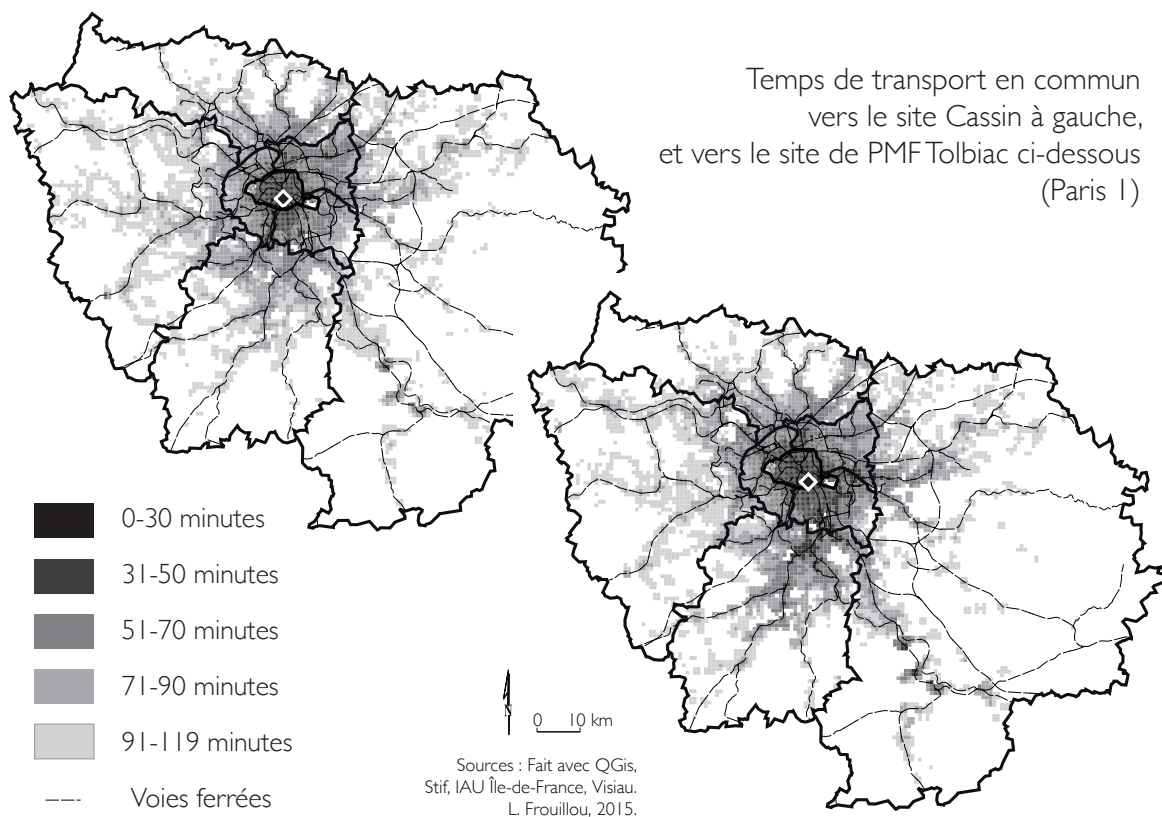 Temps de transport en commun
vers le site Cassin à gauche,
et vers le site de PMF Tolbiac ci-dessous
(Paris 1)
0-30 minutes
31-50 minutes
51-70 minutes
71-90 minutes
91-119 minutes
Voies ferrées
N
0 10 km
Sources : Fait avec QGis,
Stif, IAU Île-de-France, Visiau.
L. Frouillou, 2015.